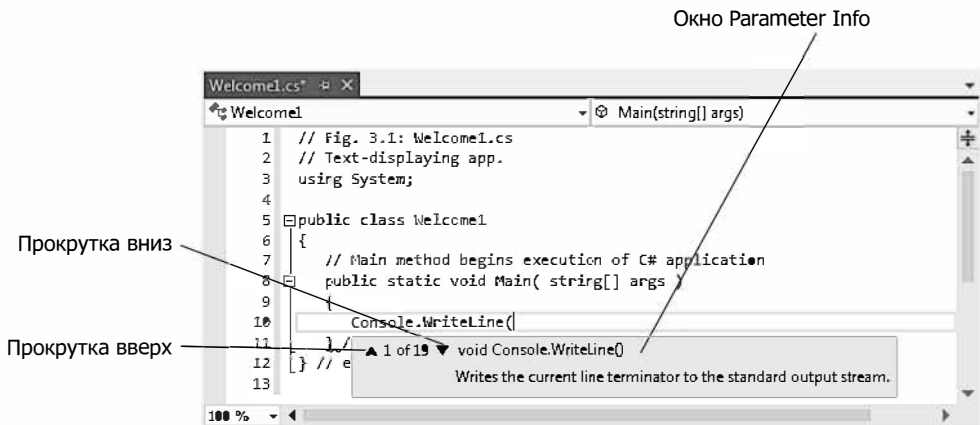 Окно Parameter Info
Welcome1.cs*
Welcome1
Main(string[] args)
1 // Fig. 3.1: Welcome1.cs
2 // Text-displaying app.
3 using System;
4
5 public class Welcome1
6 {
Прокрутка вниз
7 // Main method begins execution of C# application
8 public static void Main( string[] args )
9 {
10 Console.WriteLine(
Прокрутка вверх
11 } /
1 of 19 void Console.WriteLine()
12 } // e
Writes the current line terminator to the standard output stream.
13
100 %